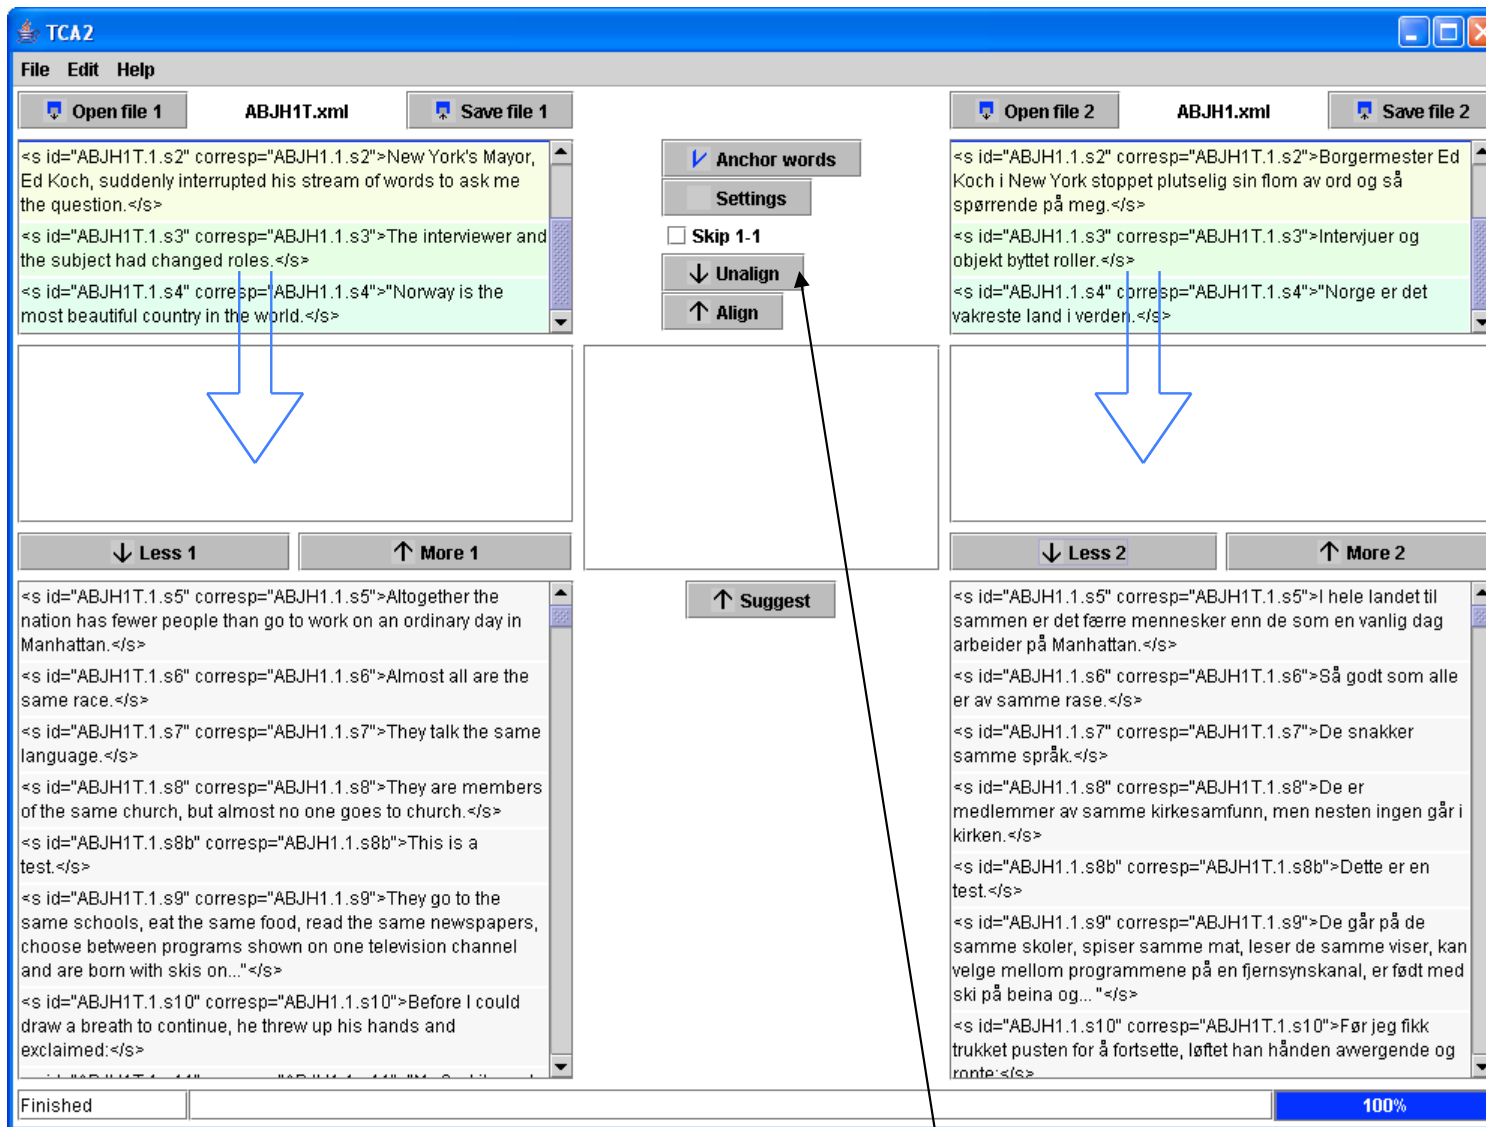 TCA2
File Edit Help
Open file 1 ABJH1T.xml Save file 1
Open file 2 ABJH1.xml Save file 2
<s id="ABJH1T.1.s2" corresp="ABJH1.1.s2">New York's Mayor,
Ed Koch, suddenly interrupted his stream of words to ask me
the question.</s>
<s id="ABJH1T.1.s3" corresp="ABJH1.1.s3">The interviewer and
the subject had changed roles.</s>
<s id="ABJH1T.1.s4" corresp="ABJH1.1.s4">"Norway is the
most beautiful country in the world.</s>
Anchor words
Settings
Skip 1-1
Unalign
Align
<s id="ABJH1.1.s2" corresp="ABJH1T.1.s2">Borgermester Ed
Koch i New York stoppet plutselig sin flom av ord og så
spørrende på meg.</s>
<s id="ABJH1.1.s3" corresp="ABJH1T.1.s3">Intervjuer og
objekt byttet roller.</s>
<s id="ABJH1.1.s4" corresp="ABJH1T.1.s4">"Norge er det
vakreste land i verden.</s>
Less 1 More 1
Less 2 More 2
<s id="ABJH1T.1.s5" corresp="ABJH1.1.s5">Altogether the
nation has fewer people than go to work on an ordinary day in
Manhattan.</s>
<s id="ABJH1T.1.s6" corresp="ABJH1.1.s6">Almost all are the
same race.</s>
<s id="ABJH1T.1.s7" corresp="ABJH1.1.s7">They talk the same
language.</s>
<s id="ABJH1T.1.s8" corresp="ABJH1.1.s8">They are members
of the same church, but almost no one goes to church.</s>
<s id="ABJH1T.1.s8b" corresp="ABJH1.1.s8b">This is a
test.</s>
<s id="ABJH1T.1.s9" corresp="ABJH1.1.s9">They go to the
same schools, eat the same food, read the same newspapers,
choose between programs shown on one television channel
and are born with skis on..."</s>
<s id="ABJH1T.1.s10" corresp="ABJH1.1.s10">Before I could
draw a breath to continue, he threw up his hands and
exclaimed:</s>
Suggest
<s id="ABJH1.1.s5" corresp="ABJH1T.1.s5">I hele landet til
sammen er det færre mennesker enn de som en vanlig dag
arbeider på Manhattan.</s>
<s id="ABJH1.1.s6" corresp="ABJH1T.1.s6">Så godt som alle
er av samme rase.</s>
<s id="ABJH1.1.s7" corresp="ABJH1T.1.s7">De snakker
samme språk.</s>
<s id="ABJH1.1.s8" corresp="ABJH1T.1.s8">De er
medlemmer av samme kirkesamfunn, men nesten ingen går i
kirken.</s>
<s id="ABJH1.1.s8b" corresp="ABJH1T.1.s8b">Dette er en
test.</s>
<s id="ABJH1.1.s9" corresp="ABJH1T.1.s9">De går på de
samme skoler, spiser samme mat, leser de samme viser, kan
velge mellom programmene på en fjernsynskanal, er født med
ski på beina og... "</s>
<s id="ABJH1.1.s10" corresp="ABJH1T.1.s10">Før jeg fikk
trukket pusten for å fortsette, løftet han hånden avvergende og
ropte:</s>
Finished
100%